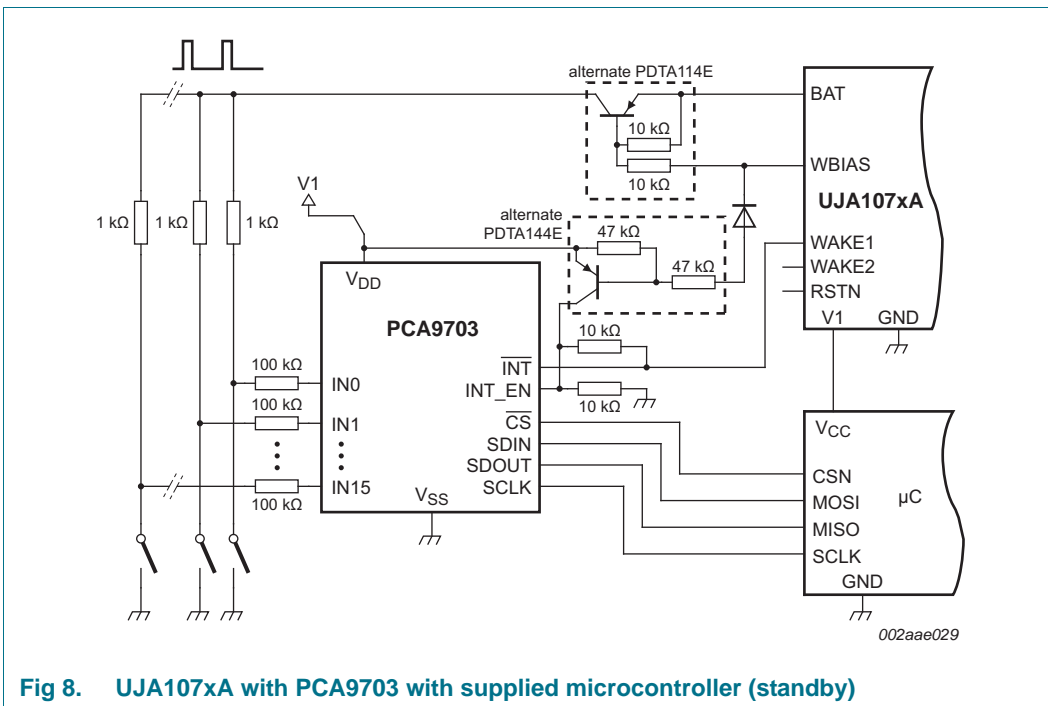 alternate PDTA114E
BAT
10 kΩ
10 kΩ
WBIAS
UJA107xA
V1
1 kΩ
1 kΩ
1 kΩ
alternate
PDTA144E
47 kΩ
47 kΩ
WAKE1
WAKE2
RSTN
V1
GND
VDD
PCA9703
10 kΩ
INT
INT_EN
10 kΩ
100 kΩ
IN0
100 kΩ
IN1
IN15
100 kΩ
CS
SDIN
SDOUT
SCLK
VSS
VCC
CSN
MOSI
MISO
SCLK
μC
GND
002aae029
Fig 8. UJA107xA with PCA9703 with supplied microcontroller (standby)